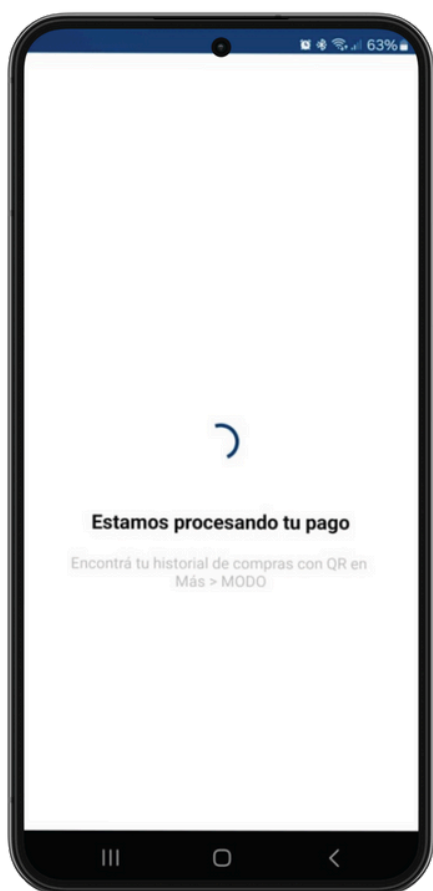 63%
Estamos procesando tu pago
Encontrá tu historial de compras con QR en
Más > MODO